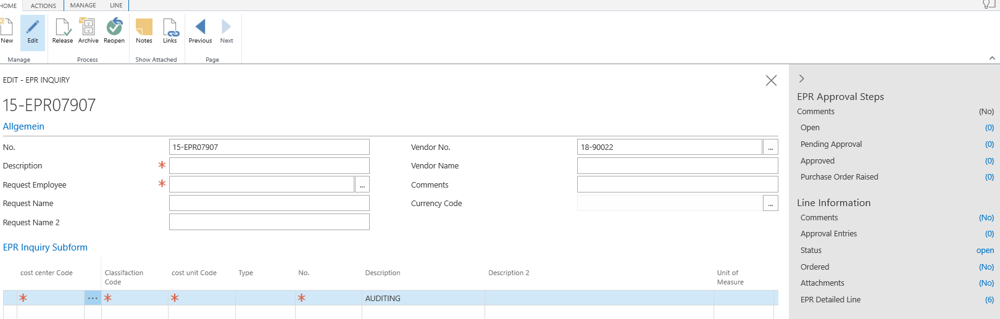 HOME ACTIONS MANAGE LINE
New Edit Release Archive Reopen Notes Links Previous Next
Manage Process Show Attached Page
EDIT - EPR INQUIRY
15-EPR07907
Allgemein
No. 15-EPR07907
Description *
Request Employee * ...
Request Name
Request Name 2
Vendor No. 18-90022 ...
Vendor Name
Comments
Currency Code ...
EPR Inquiry Subform
cost center Code Classifaction Code cost unit Code Type No. Description Description 2 Unit of Measure
* ... * * * AUDITING
EPR Approval Steps
Comments (No)
Open (0)
Pending Approval (0)
Approved (0)
Purchase Order Raised (0)
Line Information
Comments (No)
Approval Entries (0)
Status open
Ordered (No)
Attachments (No)
EPR Detailed Line (6)